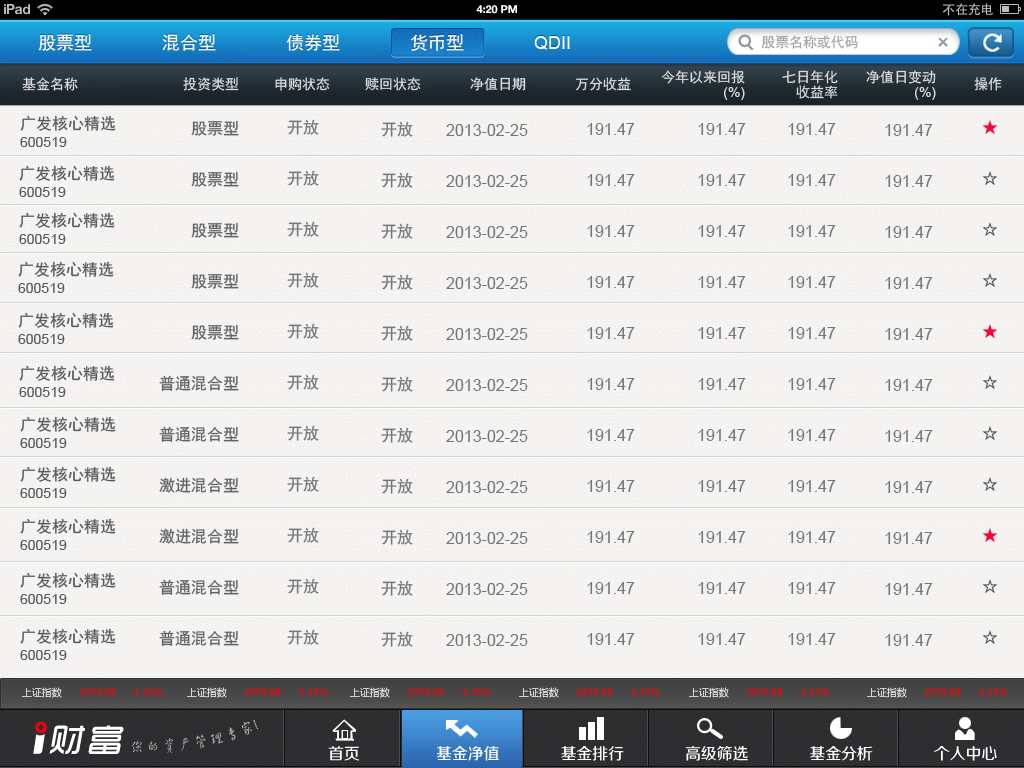 iPad 4:20 PM 不在充电
股票型 混合型 债券型 货币型 QDII 股票名称或代码
基金名称 投资类型 申购状态 赎回状态 净值日期 万分收益 今年以来回报(%) 七日年化收益率 净值日变动(%) 操作
广发核心精选 股票型 开放 开放 2013-02-25 191.47 191.47 191.47 191.47
600519
广发核心精选 股票型 开放 开放 2013-02-25 191.47 191.47 191.47 191.47
600519
广发核心精选 股票型 开放 开放 2013-02-25 191.47 191.47 191.47 191.47
600519
广发核心精选 股票型 开放 开放 2013-02-25 191.47 191.47 191.47 191.47
600519
广发核心精选 股票型 开放 开放 2013-02-25 191.47 191.47 191.47 191.47
600519
广发核心精选 普通混合型 开放 开放 2013-02-25 191.47 191.47 191.47 191.47
600519
广发核心精选 普通混合型 开放 开放 2013-02-25 191.47 191.47 191.47 191.47
600519
广发核心精选 激进混合型 开放 开放 2013-02-25 191.47 191.47 191.47 191.47
600519
广发核心精选 激进混合型 开放 开放 2013-02-25 191.47 191.47 191.47 191.47
600519
广发核心精选 普通混合型 开放 开放 2013-02-25 191.47 191.47 191.47 191.47
600519
广发核心精选 普通混合型 开放 开放 2013-02-25 191.47 191.47 191.47 191.47
600519
上证指数 上证指数 上证指数 上证指数 上证指数 上证指数
i财富 你的资产管理专家! 首页 基金净值 基金排行 高级筛选 基金分析 个人中心